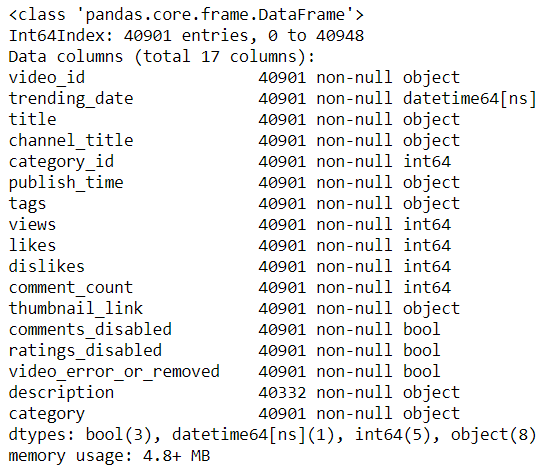 <class 'pandas.core.frame.DataFrame'>
Int64Index: 40901 entries, 0 to 40948
Data columns (total 17 columns):
video_id                  40901 non-null object
trending_date             40901 non-null datetime64[ns]
title                     40901 non-null object
channel_title             40901 non-null object
category_id               40901 non-null int64
publish_time              40901 non-null object
tags                      40901 non-null object
views                     40901 non-null int64
likes                     40901 non-null int64
dislikes                  40901 non-null int64
comment_count             40901 non-null int64
thumbnail_link            40901 non-null object
comments_disabled         40901 non-null bool
ratings_disabled          40901 non-null bool
video_error_or_removed    40901 non-null bool
description               40332 non-null object
category                  40901 non-null object
dtypes: bool(3), datetime64[ns](1), int64(5), object(8)
memory usage: 4.8+ MB